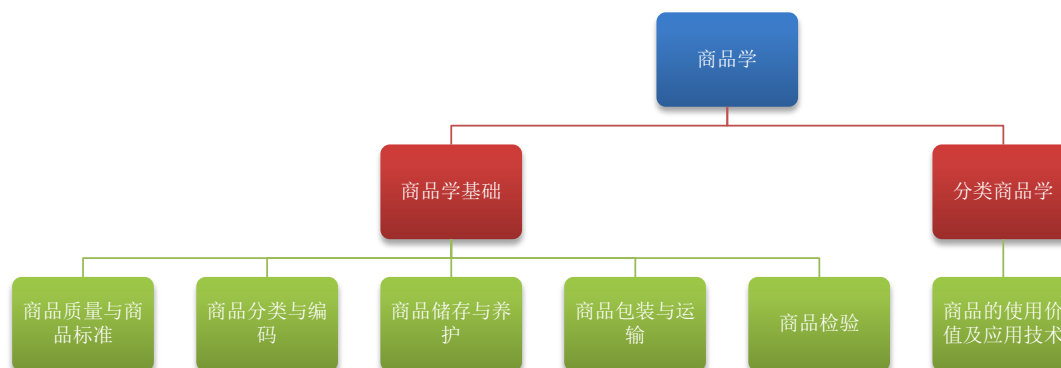 商品学
商品学基础
分类商品学
商品质量与商
品标准
商品分类与编
码
商品储存与养
护
商品包装与运
输
商品检验
商品的使用价
值及应用技术